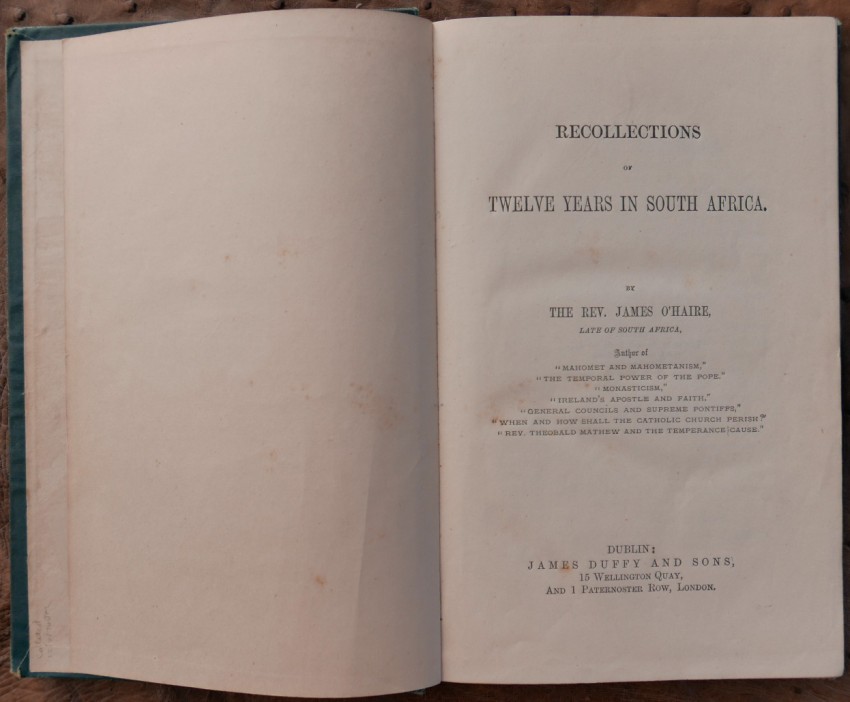 RECOLLECTIONS
OF
TWELVE YEARS IN SOUTH AFRICA.
BY
THE REV. JAMES O'HAIRE,
LATE OF SOUTH AFRICA,
Author of
"MAHOMET AND MAHOMETANISM,"
"THE TEMPORAL POWER OF THE POPE."
"MONASTICISM,"
"IRELAND'S APOSTLE AND FAITH,"
"GENERAL COUNCILS AND SUPREME PONTIFFS,"
"WHEN AND HOW SHALL THE CATHOLIC CHURCH PERISH?"
"REV. THEOBALD MATHEW AND THE TEMPERANCE CAUSE."
DUBLIN:
JAMES DUFFY AND SONS,
15 WELLINGTON QUAY,
AND 1 PATERNOSTER ROW, LONDON.